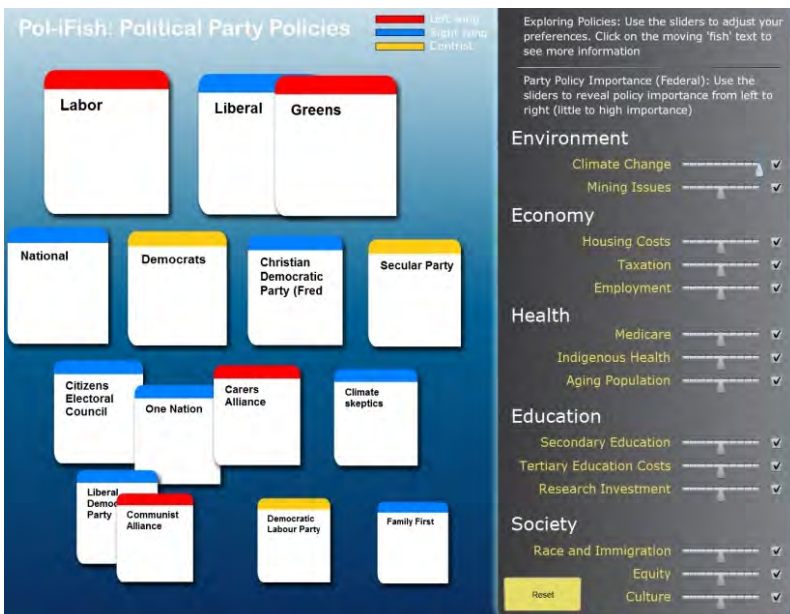 Pol-iFish: Political Party Policies
Left wing
Right wing
Centrist
Labor
Liberal
Greens
National
Democrats
Christian
Democratic
Party (Fred
Secular Party
Citizens
Electoral
Council
One Nation
Carers
Alliance
Climate
skeptics
Liberal
Democ
Party
Communist
Alliance
Democratic
Labour Party
Family First
Exploring Policies: Use the sliders to adjust your
preferences. Click on the moving 'fish' text to
see more information
Party Policy Importance (Federal): Use the
sliders to reveal policy importance from left to
right (little to high importance)
Environment
Climate Change
Mining Issues
Economy
Housing Costs
Taxation
Employment
Health
Medicare
Indigenous Health
Aging Population
Education
Secondary Education
Tertiary Education Costs
Research Investment
Society
Race and Immigration
Equity
Culture
Reset